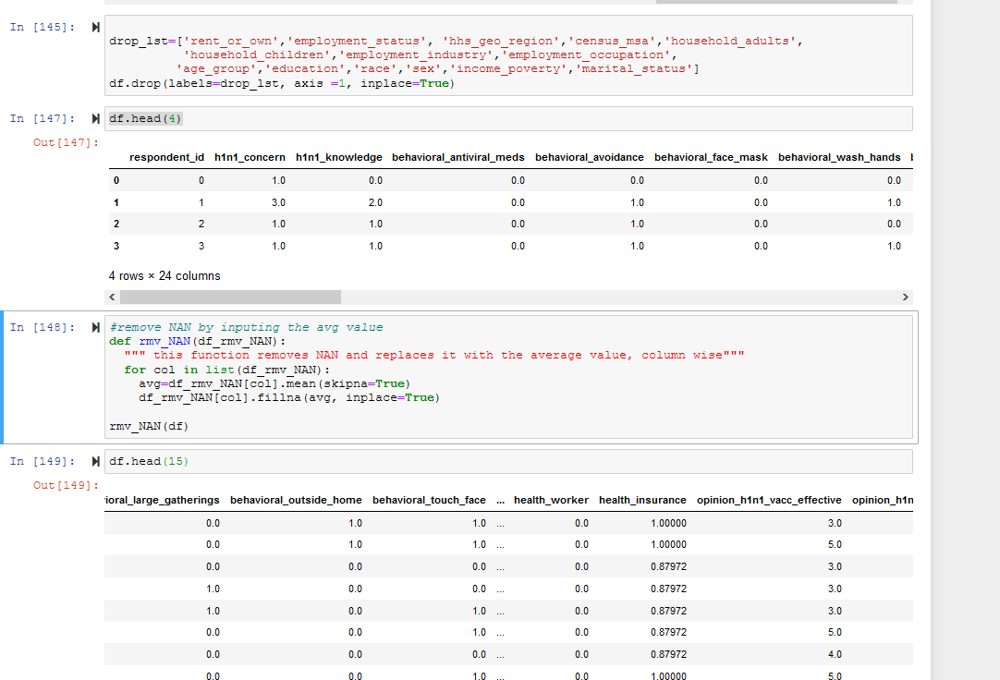 In [145]:
drop_lst=['rent_or_own','employment_status', 'hhs_geo_region','census_msa','household_adults',
'household_children','employment_industry','employment_occupation',
'age_group','education','race','sex','income_poverty','marital_status']
df.drop(labels=drop_lst, axis =1, inplace=True)
In [147]: df.head(4)
Out[147]:
respondent_id h1n1_concern h1n1_knowledge behavioral_antiviral_meds behavioral_avoidance behavioral_face_mask behavioral_wash_hands
0 0 1.0 0.0 0.0 0.0 0.0 0.0
1 1 3.0 2.0 0.0 1.0 0.0 1.0
2 2 1.0 1.0 0.0 1.0 0.0 0.0
3 3 1.0 1.0 0.0 1.0 0.0 1.0
4 rows × 24 columns
In [148]: #remove NAN by inputing the avg value
def rmv_NAN(df_rmv_NAN):
""" this function removes NAN and replaces it with the average value, column wise"""
for col in list(df_rmv_NAN):
avg=df_rmv_NAN[col].mean(skipna=True)
df_rmv_NAN[col].fillna(avg, inplace=True)
rmv_NAN(df)
In [149]: df.head(15)
Out[149]:
ioral_large_gatherings behavioral_outside_home behavioral_touch_face ... health_worker health_insurance opinion_h1n1_vacc_effective opinion_h1n
0.0 1.0 1.0 ... 0.0 1.00000 3.0
0.0 1.0 1.0 ... 0.0 1.00000 5.0
0.0 0.0 0.0 ... 0.0 0.87972 3.0
1.0 0.0 0.0 ... 0.0 0.87972 3.0
1.0 0.0 1.0 ... 0.0 0.87972 3.0
0.0 0.0 1.0 ... 0.0 0.87972 5.0
0.0 0.0 0.0 ... 0.0 0.87972 4.0
0.0 0.0 1.0 ... 0.0 1.00000 5.0